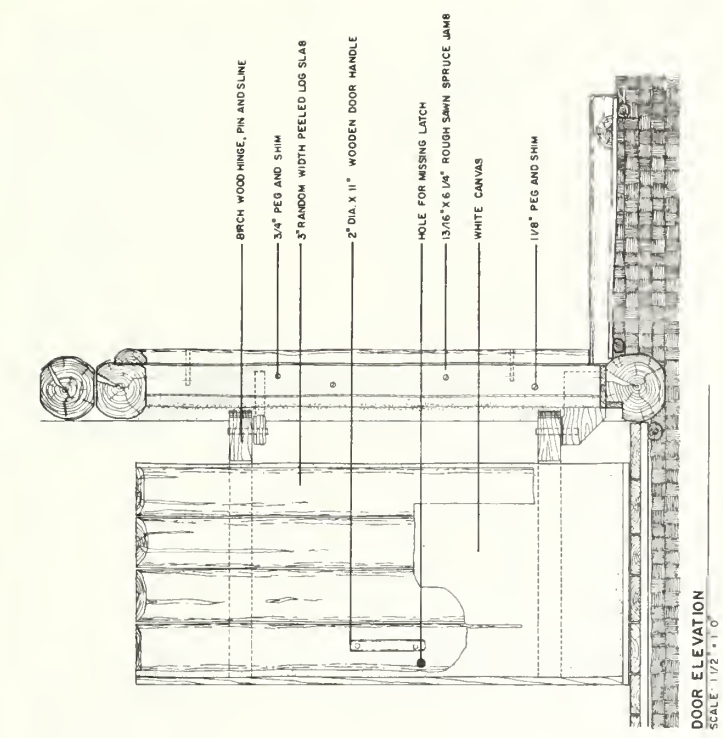 BIRCH WOOD HINGE, PIN AND SLINE
3/4" PEG AND SHIM
3" RANDOM WIDTH PEELED LOG SLAB
2" DIA. X 11" WOODEN DOOR HANDLE
HOLE FOR MISSING LATCH
13/16" X 6 1/4" ROUGH SAWN SPRUCE JAMB
WHITE CANVAS
1 1/8" PEG AND SHIM
DOOR ELEVATION
SCALE: 1 1/2" = 1' 0"